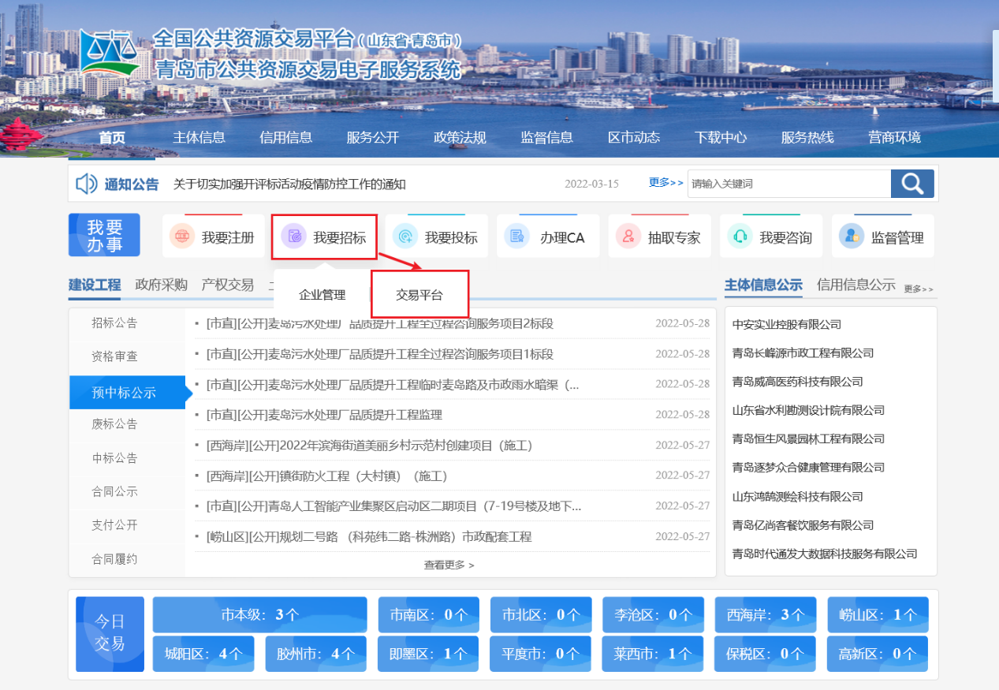 全国公共资源交易平台（山东省·青岛市）
青岛市公共资源交易电子服务系统
首页 主体信息 信用信息 服务公开 政策法规 监督信息 区市动态 下载中心 服务热线 营商环境
通知公告 关于切实加强开评标活动疫情防控工作的通知 2022-03-15 更多>> 请输入关键词
我要
办事
我要注册 我要招标 我要投标 办理CA 抽取专家 我要咨询 监督管理
企业管理 交易平台
建设工程 政府采购 产权交易
招标公告
资格审查
预中标公示
废标公告
中标公告
合同公示
支付公开
合同履约
[市直][公开]麦岛污水处理厂品质提升工程全过程咨询服务项目2标段 2022-05-28
[市直][公开]麦岛污水处理厂品质提升工程全过程咨询服务项目1标段 2022-05-28
[市直][公开]麦岛污水处理厂品质提升工程临时麦岛路及市政雨水暗渠（... 2022-05-28
[市直][公开]麦岛污水处理厂品质提升工程监理 2022-05-28
[西海岸][公开]2022年滨海街道美丽乡村示范村创建项目（施工） 2022-05-27
[西海岸][公开]镇街防火工程（大村镇）（施工） 2022-05-27
[市直][公开]青岛人工智能产业集聚区启动区二期项目（7-19号楼及地下... 2022-05-27
[崂山区][公开]规划二号路 （科苑纬二路-株洲路）市政配套工程 2022-05-27
查看更多 >
主体信息公示 信用信息公示 更多>>
中安实业控股有限公司
青岛长峰源市政工程有限公司
青岛威高医药科技有限公司
山东省水利勘测设计院有限公司
青岛恒生风景园林工程有限公司
青岛逐梦众合健康管理有限公司
山东鸿鹄测绘科技有限公司
青岛亿尚客餐饮服务有限公司
青岛时代通发大数据科技服务有限公司
今日
交易
市本级：3个 市南区：0个 市北区：0个 李沧区：0个 西海岸：3个 崂山区：1个
城阳区：4个 胶州市：4个 即墨区：1个 平度市：0个 莱西市：1个 保税区：0个 高新区：0个